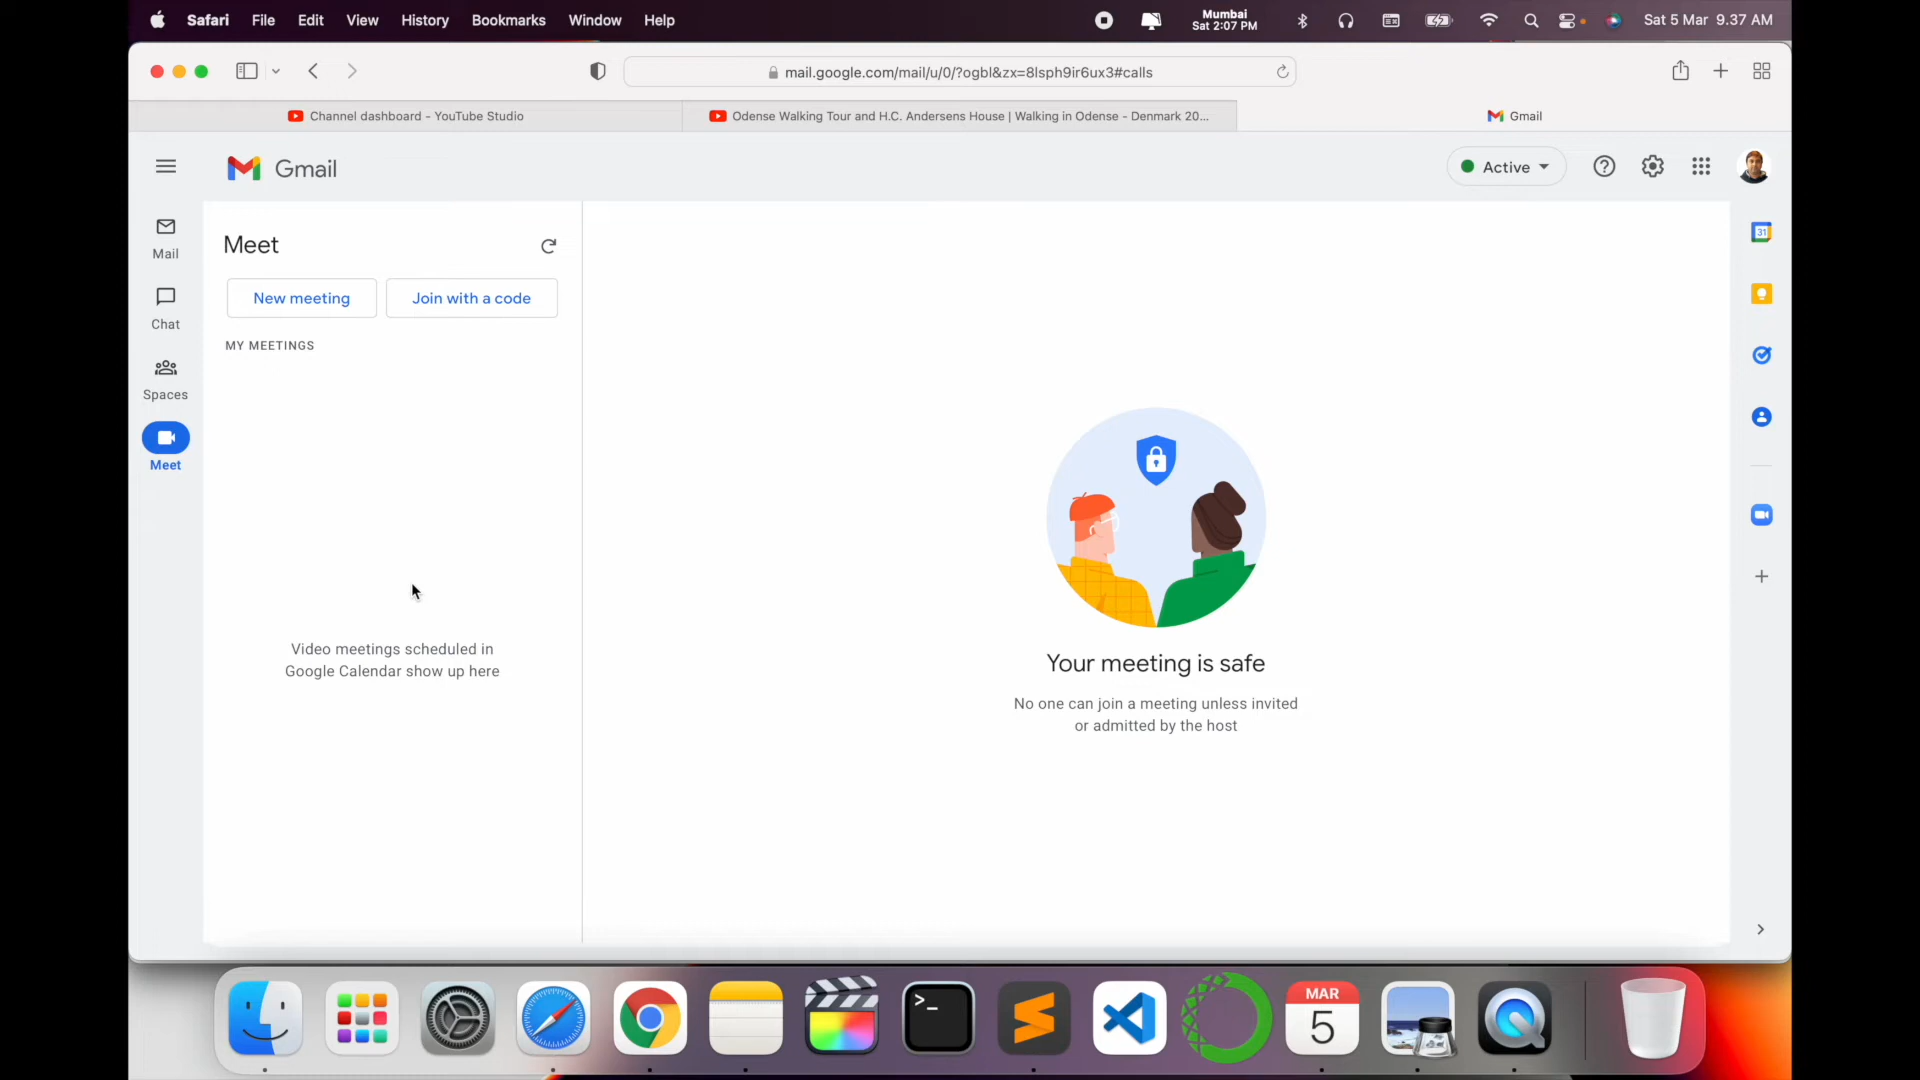 Safari File Edit View History Bookmarks Window Help
Mumbai
Sat 2:07 PM
Sat 5 Mar 9.37 AM
mail.google.com/mail/u/0/?ogbl&zx=8lsph9ir6ux3#calls
Channel dashboard - YouTube Studio
Odense Walking Tour and H.C. Andersens House | Walking in Odense - Denmark 20...
Gmail
Gmail
Active
Mail
Chat
Spaces
Meet
Meet
New meeting
Join with a code
MY MEETINGS
Video meetings scheduled in
Google Calendar show up here
Your meeting is safe
No one can join a meeting unless invited
or admitted by the host
31
>_
MAR
5